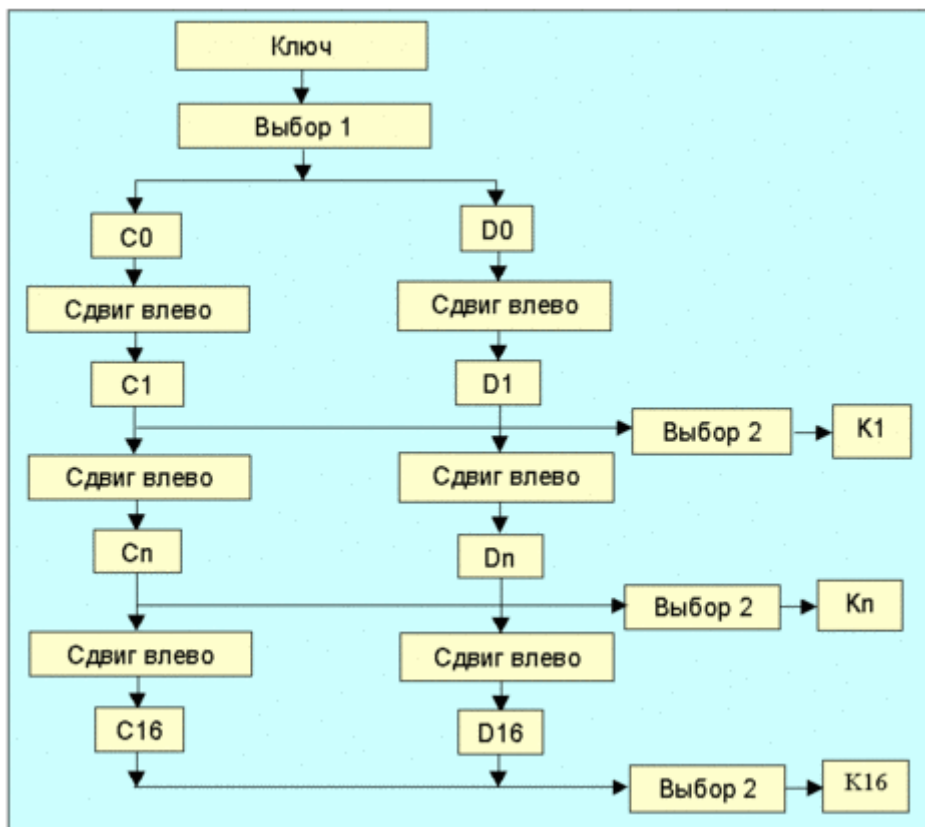 Ключ
Выбор 1
C0
D0
Сдвиг влево
Сдвиг влево
C1
D1
Выбор 2
K1
Сдвиг влево
Сдвиг влево
Cn
Dn
Выбор 2
Kn
Сдвиг влево
Сдвиг влево
C16
D16
Выбор 2
K16